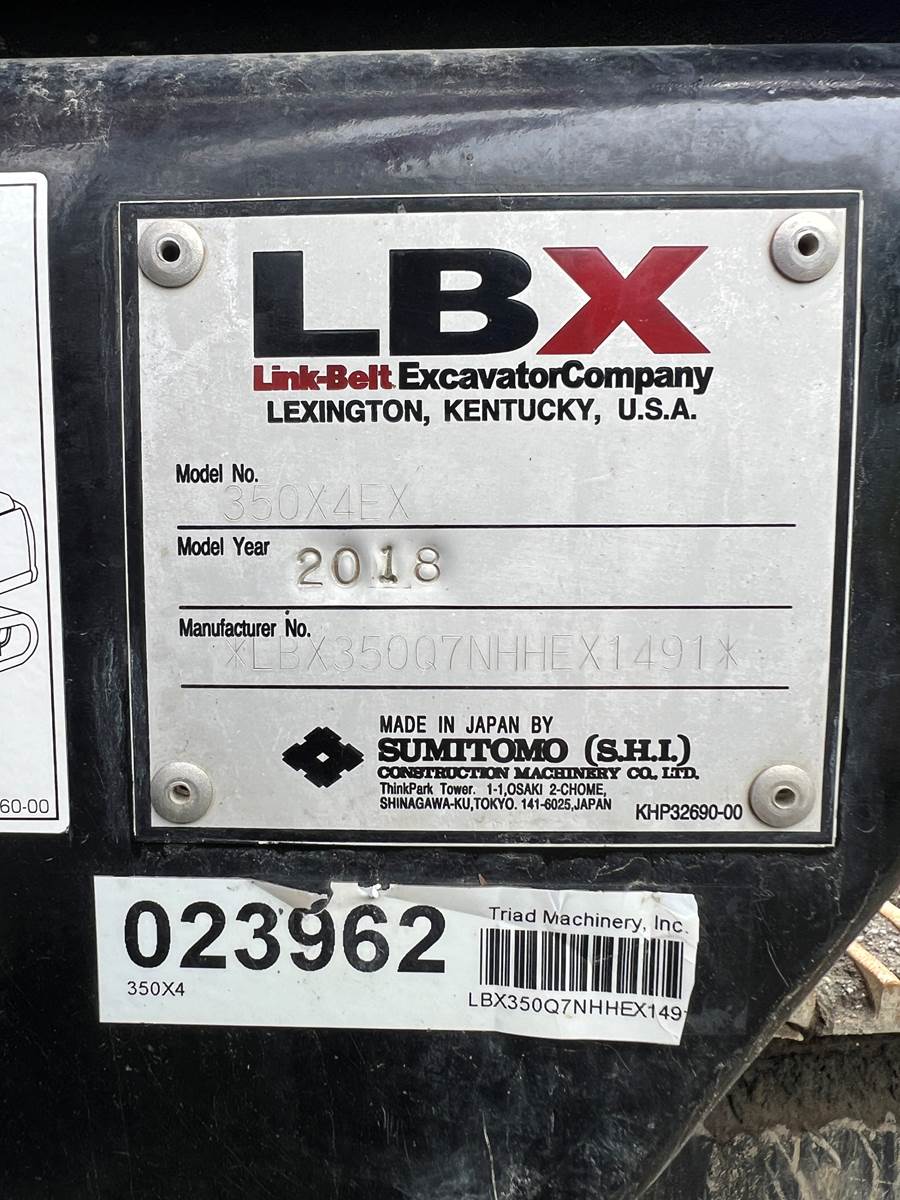 LBX
Link-Belt ExcavatorCompany
LEXINGTON, KENTUCKY, U.S.A.
Model No.
350X4EX
Model Year 2018
Manufacturer No.
*LBX350Q7NHHEX1491*
MADE IN JAPAN BY
SUMITOMO (S.H.I.)
CONSTRUCTION MACHINERY CO., LTD.
ThinkPark Tower. 1-1,OSAKI 2-CHOME,
SHINAGAWA-KU,TOKYO. 141-6025,JAPAN
KHP32690-00
60-00
023962
350X4
Triad Machinery, Inc.
LBX350Q7NHHEX149